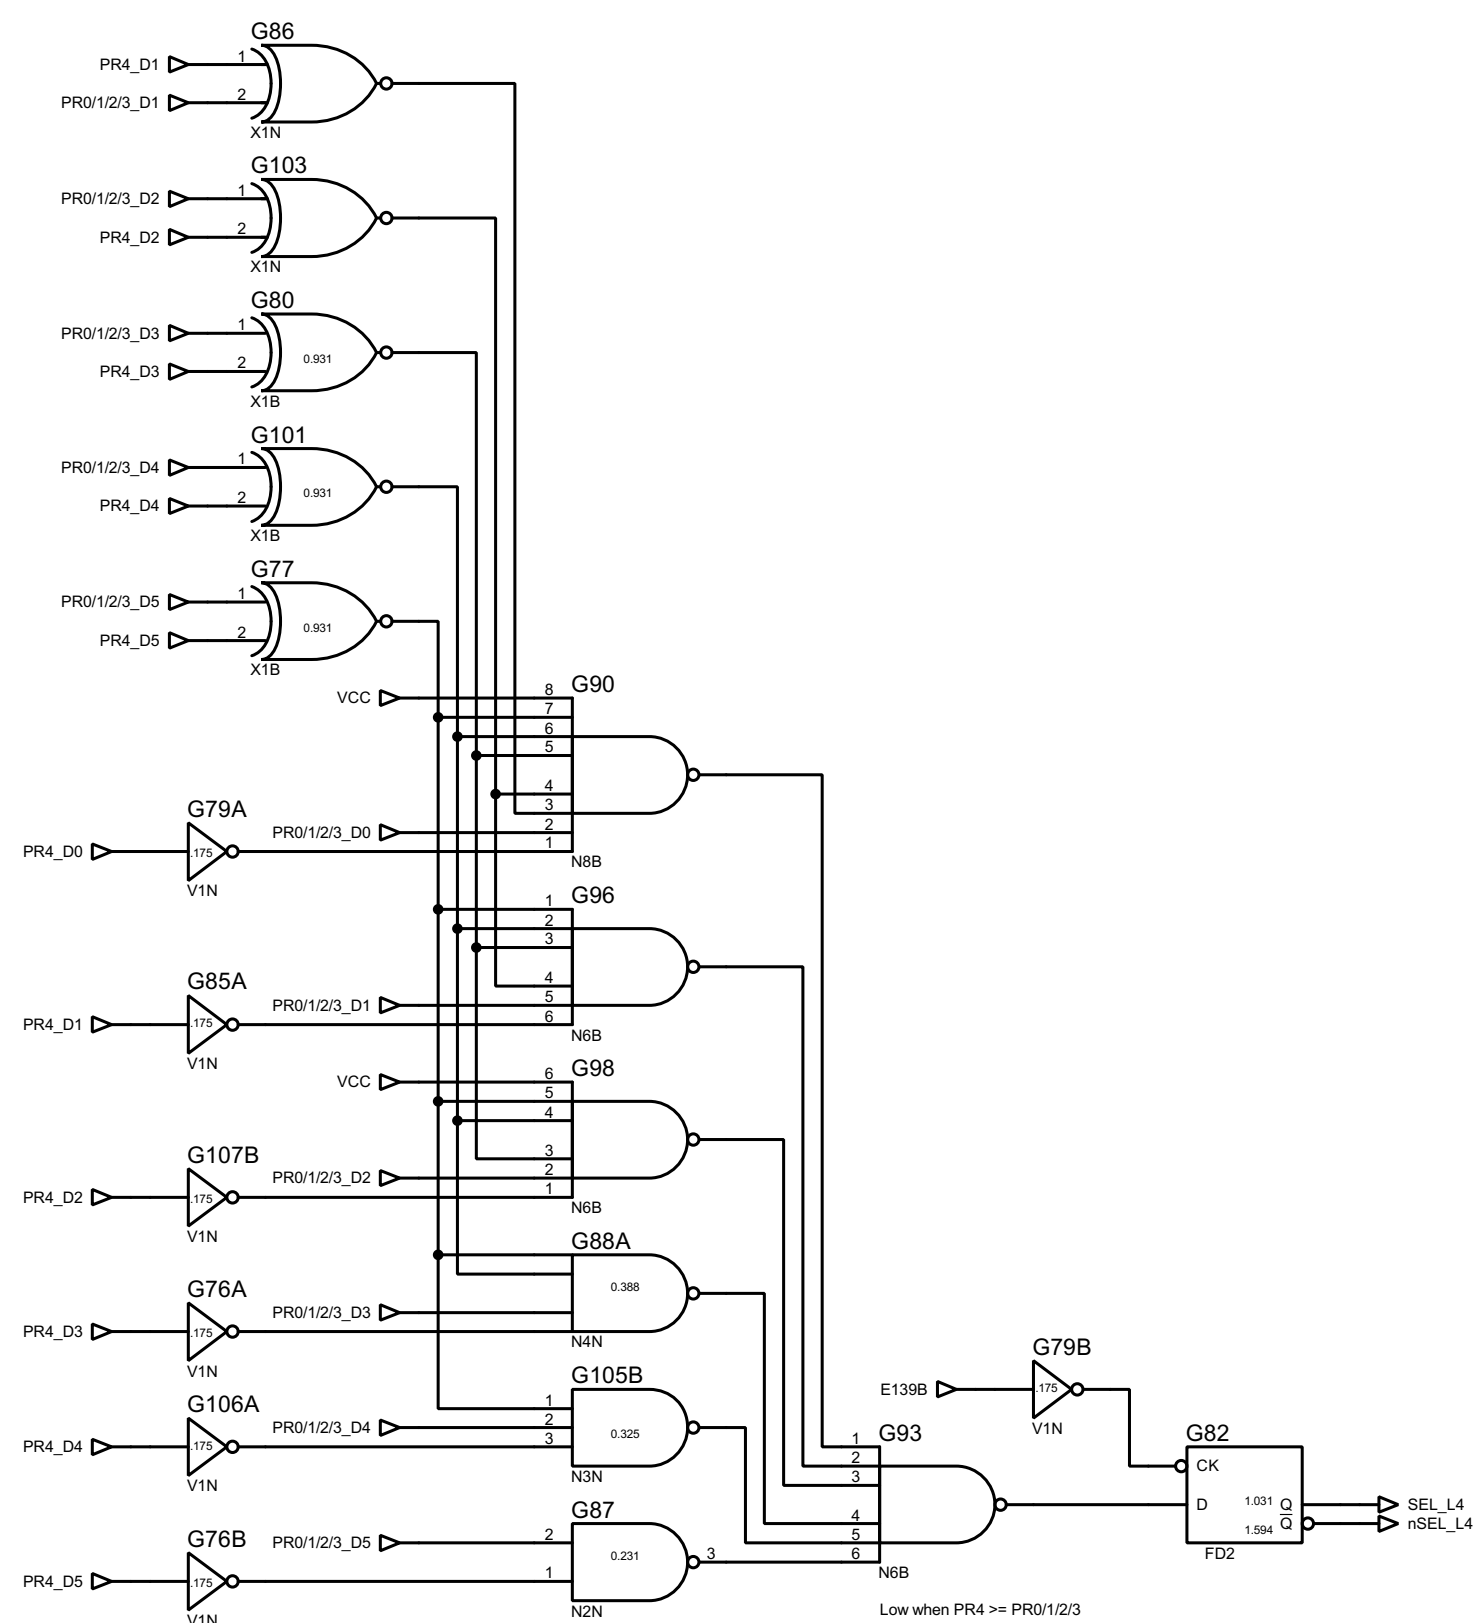 G86
PR4_D1
1
PR0/1/2/3_D1
2
X1N
G103
PR0/1/2/3_D2
1
PR4_D2
2
X1N
G80
PR0/1/2/3_D3
1
0.931
PR4_D3
2
X1B
G101
PR0/1/2/3_D4
1
0.931
PR4_D4
2
X1B
G77
PR0/1/2/3_D5
1
0.931
PR4_D5
2
X1B
G90
VCC
8
7
6
5
4
3
PR0/1/2/3_D0
2
1
N8B
G79A
PR4_D0
.175
V1N
G96
1
2
3
4
PR0/1/2/3_D1
5
6
N6B
G85A
PR4_D1
.175
V1N
G98
VCC
6
5
4
3
PR0/1/2/3_D2
2
1
N6B
G107B
PR4_D2
.175
V1N
G88A
0.388
PR0/1/2/3_D3
N4N
G76A
PR4_D3
.175
V1N
G105B
1
PR0/1/2/3_D4
2
3
0.325
N3N
G106A
PR4_D4
.175
V1N
G87
PR0/1/2/3_D5
2
1
0.231
3
N2N
G76B
PR4_D5
.175
V1N
G79B
E139B
.175
V1N
G93
1
2
3
4
5
6
N6B
G82
CK
D
1.031 Q
1.594 Q
FD2
SEL_L4
nSEL_L4
Low when PR4 >= PR0/1/2/3